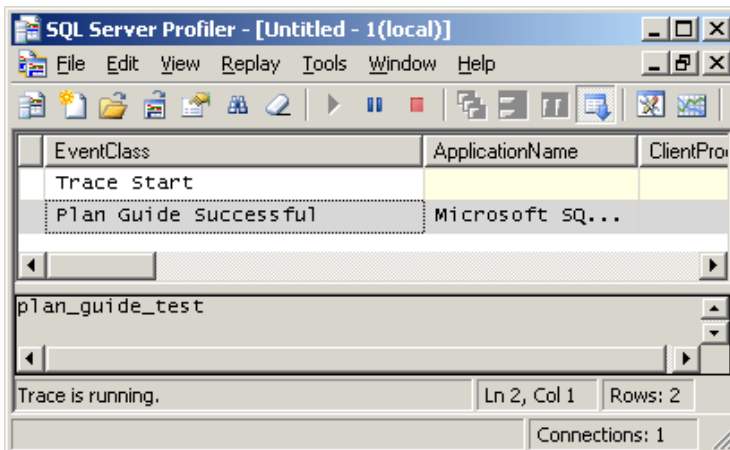 SQL Server Profiler - [Untitled - 1(local)]
File Edit View Replay Tools Window Help
EventClass ApplicationName ClientPro
Trace Start
Plan Guide Successful Microsoft SQ...
plan_guide_test
Trace is running. Ln 2, Col 1 Rows: 2
Connections: 1